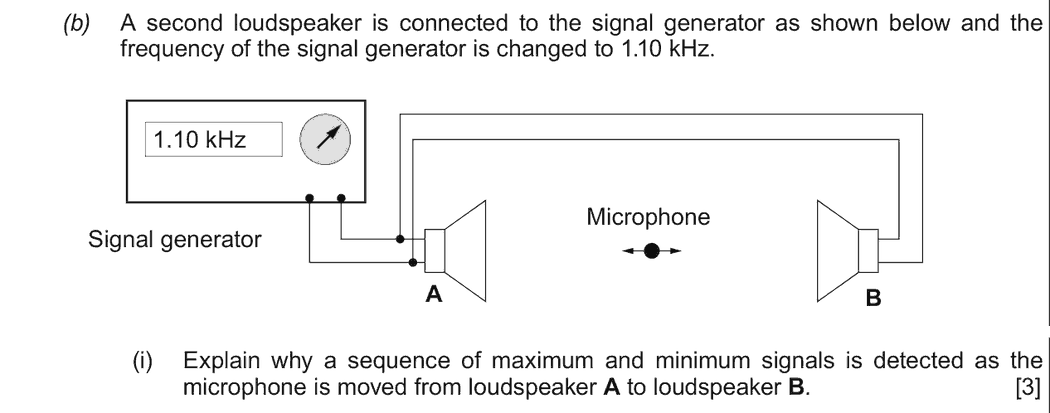 (b) A second loudspeaker is connected to the signal generator as shown below and the
frequency of the signal generator is changed to 1.10 kHz.
1.10 kHz
Microphone
Signal generator
A
B
(i) Explain why a sequence of maximum and minimum signals is detected as the
microphone is moved from loudspeaker A to loudspeaker B. [3]